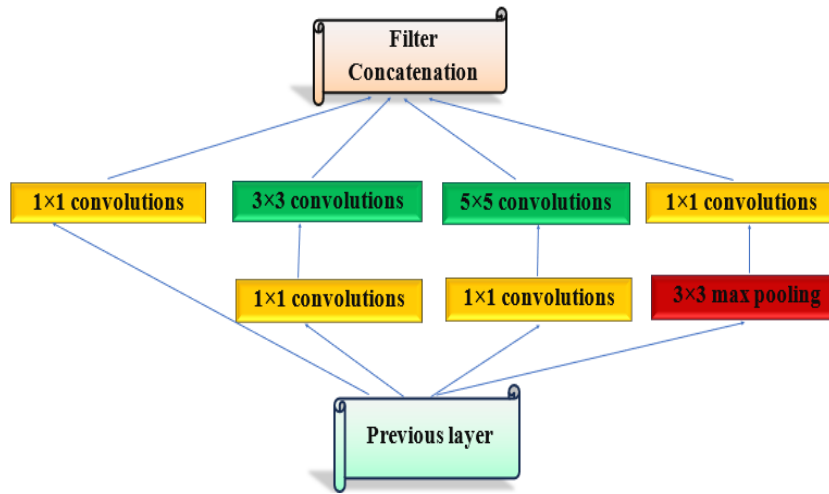 Filter
Concatenation
1×1 convolutions
3×3 convolutions
5×5 convolutions
1×1 convolutions
1×1 convolutions
1×1 convolutions
3×3 max pooling
Previous layer